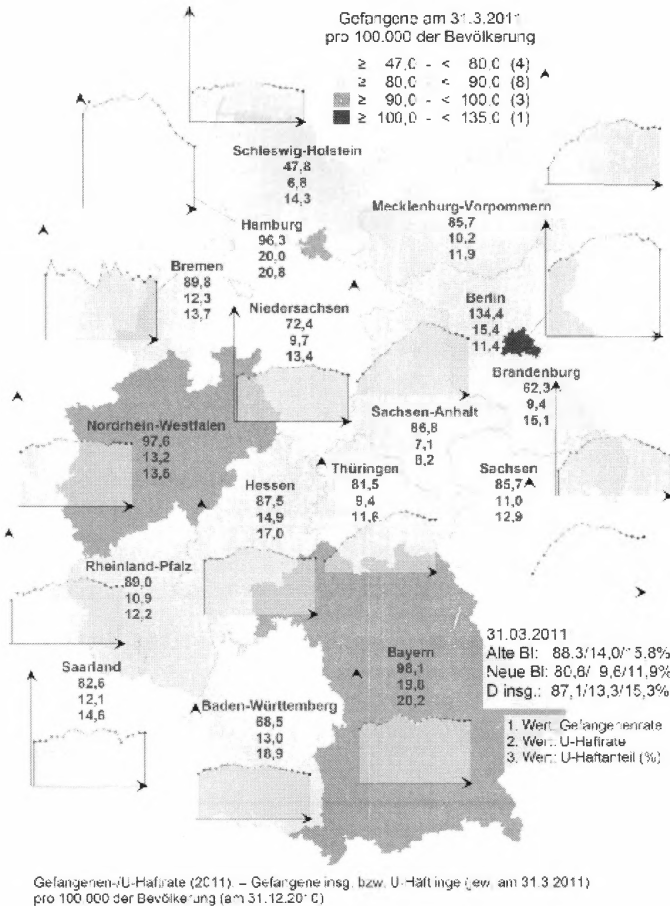 Gefangene am 31.3.2011
pro 100.000 der Bevölkerung
≥ 47,0 - < 80,0 (4)
≥ 80,0 - < 90,0 (8)
≥ 90,0 - < 100,0 (3)
≥ 100,0 - < 135,0 (1)
Schleswig-Holstein
47,8
6,8
14,3
Mecklenburg-Vorpommern
85,7
10,2
11,9
Hamburg
96,3
20,0
20,8
Bremen
89,8
12,3
13,7
Niedersachsen
72,4
9,7
13,4
Berlin
134,4
15,4
11,4
Brandenburg
62,3
9,4
15,1
Sachsen-Anhalt
86,8
7,1
8,2
Nordrhein-Westfalen
97,6
13,2
13,5
Hessen
87,5
14,9
17,0
Thüringen
81,5
9,4
11,6
Sachsen
85,7
11,0
12,9
Rheinland-Pfalz
89,0
10,9
12,2
Saarland
82,6
12,1
14,6
Baden-Württemberg
68,5
13,0
18,9
Bayern
98,1
19,8
20,2
31.03.2011
Alte Bl: 88,3/14,0/15,8%
Neue Bl: 80,6/ 9,6/11,9%
D insg.: 87,1/13,3/15,3%
1. Wert: Gefangenenrate
2. Wert: U-Haftrate
3. Wert: U-Haftanteil (%)
Gefangenen-/U-Haftrate (2011). – Gefangene insg. bzw. U-Häftlinge (jew. am 31.3.2011)
pro 100.000 der Bevölkerung (am 31.12.2010)